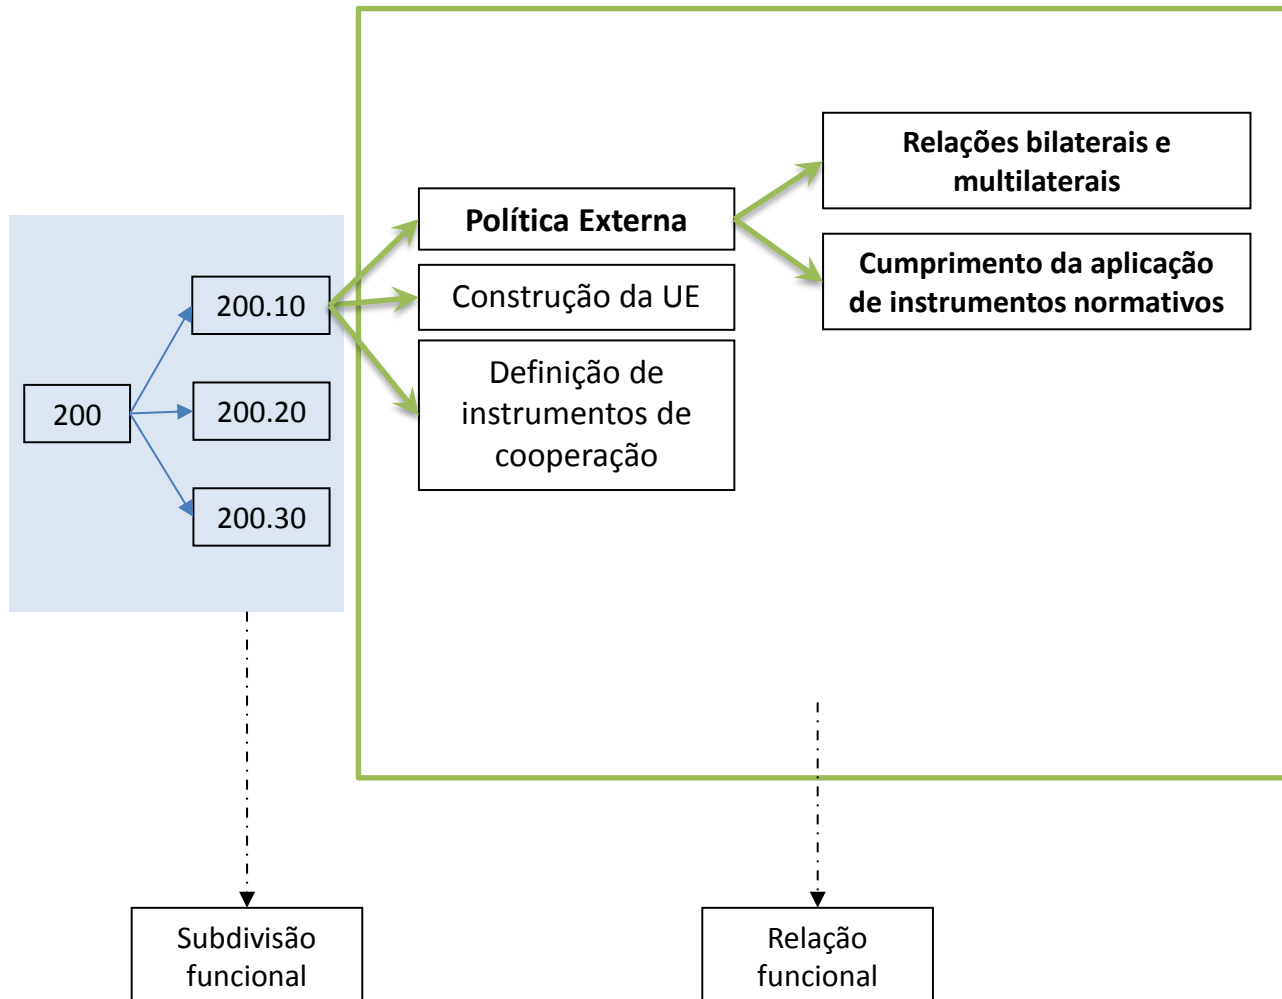 200
200.10
200.20
200.30
Política Externa
Construção da UE
Definição de
instrumentos de
cooperação
Relações bilaterais e
multilaterais
Cumprimento da aplicação
de instrumentos normativos
Subdivisão
funcional
Relação
funcional